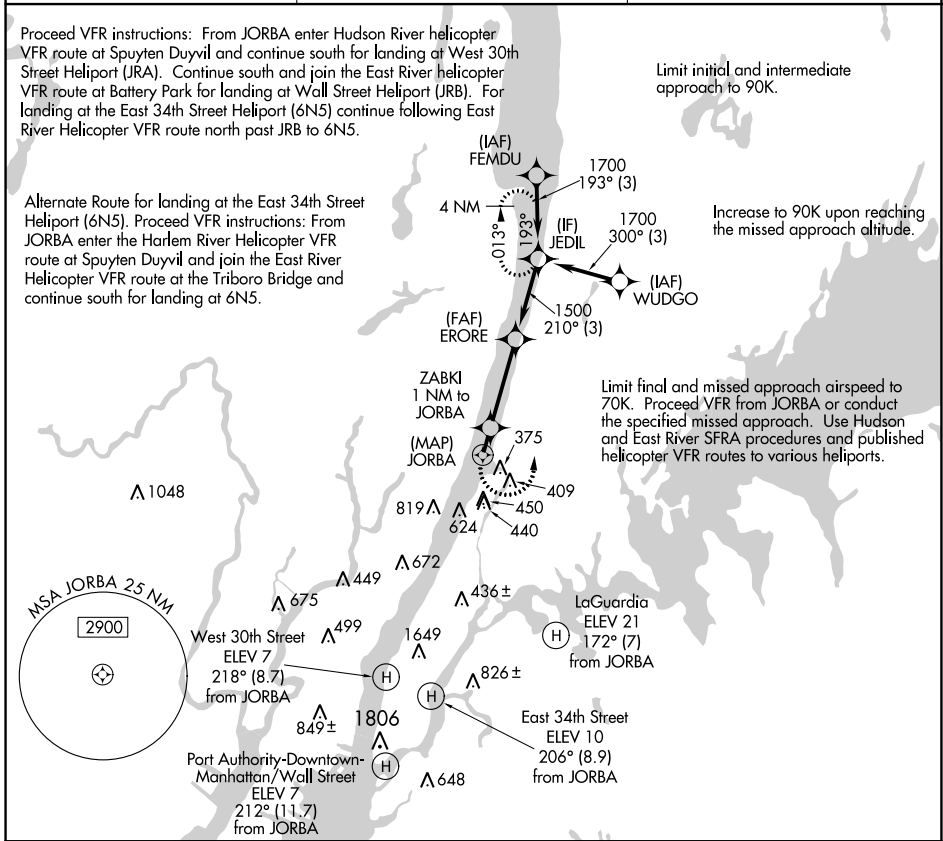 Proceed VFR instructions: From JORBA enter Hudson River helicopter
VFR route at Spuyten Duyvil and continue south for landing at West 30th
Street Heliport (JRA). Continue south and join the East River helicopter
VFR route at Battery Park for landing at Wall Street Heliport (JRB). For
landing at the East 34th Street Heliport (6N5) continue following East
River Helicopter VFR route north past JRB to 6N5.
Limit initial and intermediate
approach to 90K.
Alternate Route for landing at the East 34th Street
Heliport (6N5). Proceed VFR instructions: From
JORBA enter the Harlem River Helicopter VFR
route at Spuyten Duyvil and join the East River
Helicopter VFR route at the Triboro Bridge and
continue south for landing at 6N5.
(IAF)
FEMDU
1700
193° (3)
4 NM
013°
193°
(IF)
JEDIL
1700
300° (3)
Increase to 90K upon reaching
the missed approach altitude.
(IAF)
WUDGO
1500
210° (3)
(FAF)
ERORE
ZABKI
1 NM to
JORBA
(MAP)
JORBA
Limit final and missed approach airspeed to
70K. Proceed VFR from JORBA or conduct
the specified missed approach. Use Hudson
and East River SFRA procedures and published
helicopter VFR routes to various heliports.
375
409
450
440
1048
819
624
672
449
675
499
436±
1649
826±
849±
1806
648
MSA JORBA 25 NM
2900
West 30th Street
ELEV 7
218° (8.7)
from JORBA
LaGuardia
ELEV 21
172° (7)
from JORBA
H
H
H
H
East 34th Street
ELEV 10
206° (8.9)
from JORBA
Port Authority-Downtown-
Manhattan/Wall Street
ELEV 7
212° (11.7)
from JORBA